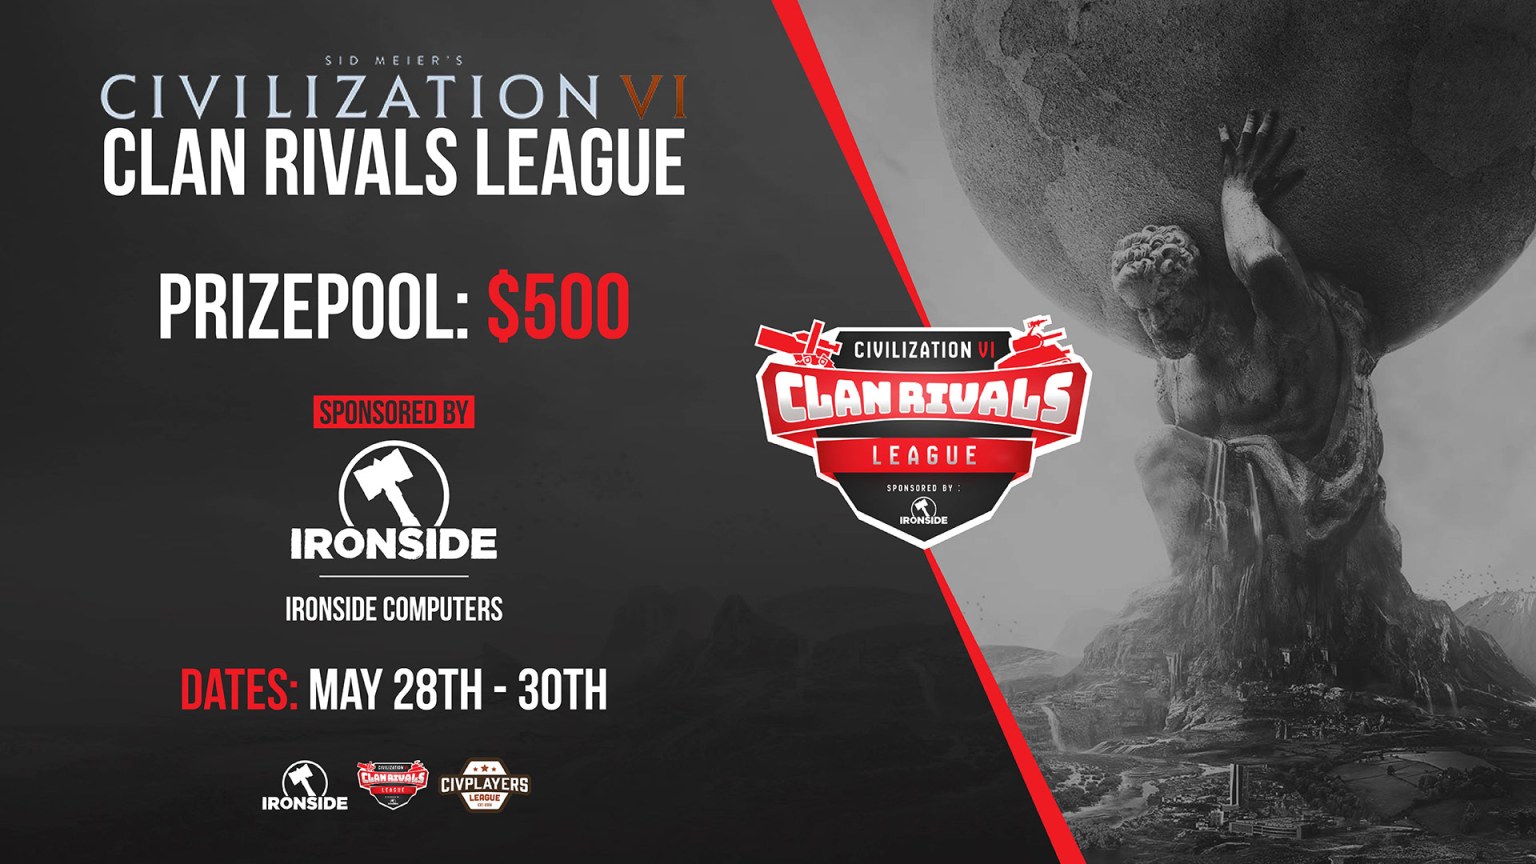 SID MEIER'S
CIVILIZATION VI
CLAN RIVALS LEAGUE
PRIZEPOOL: $500
SPONSORED BY
IRONSIDE
IRONSIDE COMPUTERS
DATES: MAY 28TH - 30TH
IRONSIDE
CIVILIZATION
CLAN RIVALS
LEAGUE
CIVPLAYERS
LEAGUE
CIVILIZATION VI
CLAN RIVALS
LEAGUE
SPONSORED BY :
IRONSIDE